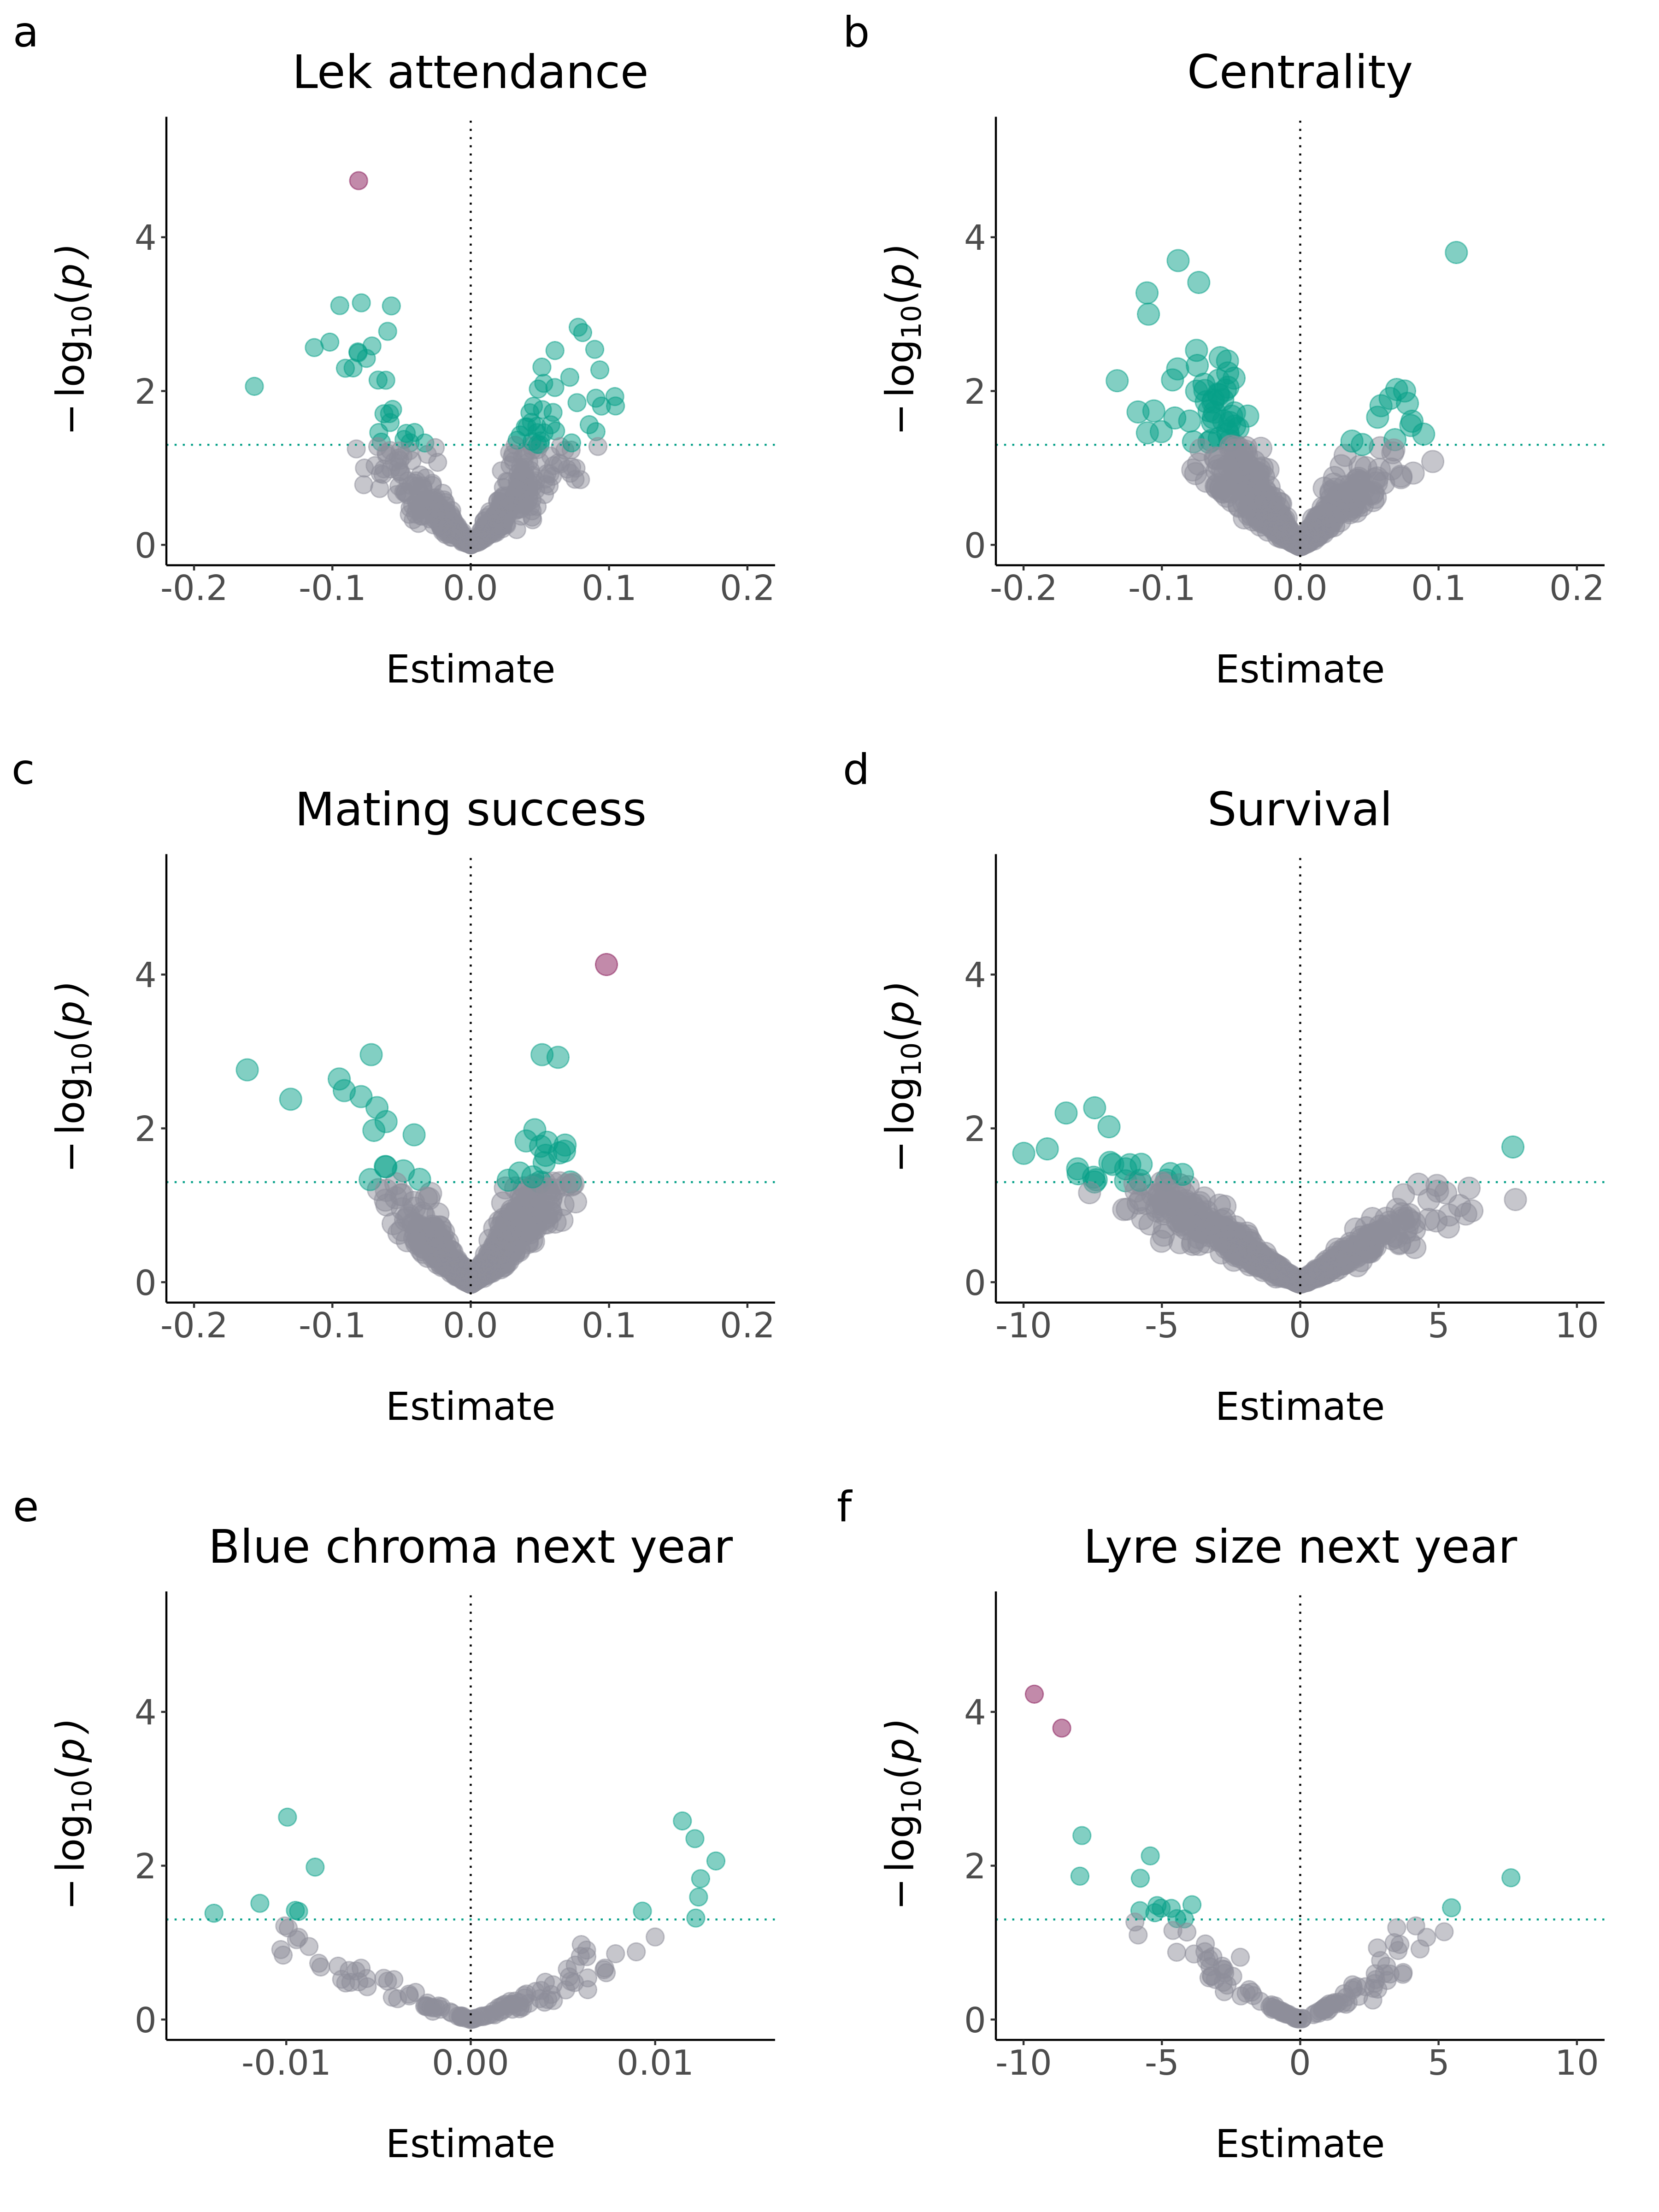 a
b
Lek attendance
Centrality
− log10(p)
4
2
0
-0.2 -0.1 0.0 0.1 0.2
Estimate
− log10(p)
4
2
0
-0.2 -0.1 0.0 0.1 0.2
Estimate
c
d
Mating success
Survival
− log10(p)
4
2
0
-0.2 -0.1 0.0 0.1 0.2
Estimate
− log10(p)
4
2
0
-10 -5 0 5 10
Estimate
e
f
Blue chroma next year
Lyre size next year
− log10(p)
4
2
0
-0.01 0.00 0.01
Estimate
− log10(p)
4
2
0
-10 -5 0 5 10
Estimate